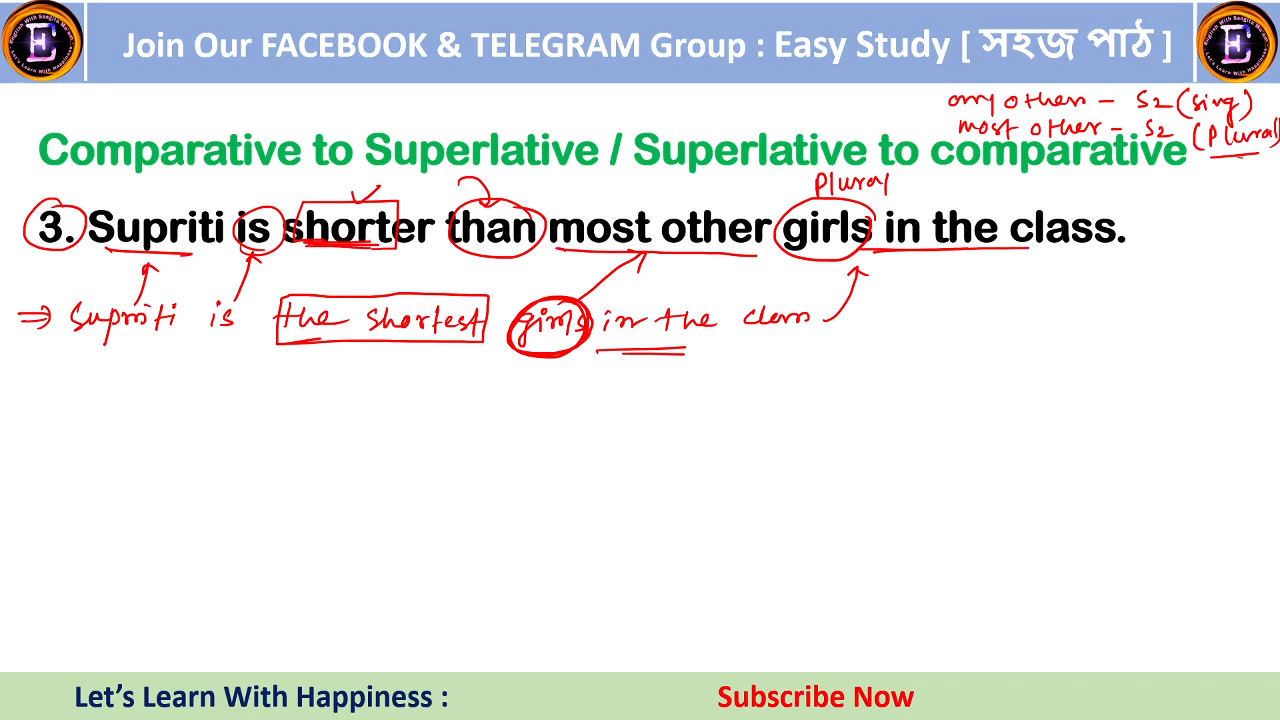 Join Our FACEBOOK & TELEGRAM Group : Easy Study [ সহজ পাঠ ]
any other - S2 (sing)
most other - S2 (Plural)
Comparative to Superlative / Superlative to comparative
Plural
3. Supriti is shorter than most other girls in the class.
⇒ Supriti is the shortest girls in the class
Let's Learn With Happiness :
Subscribe Now